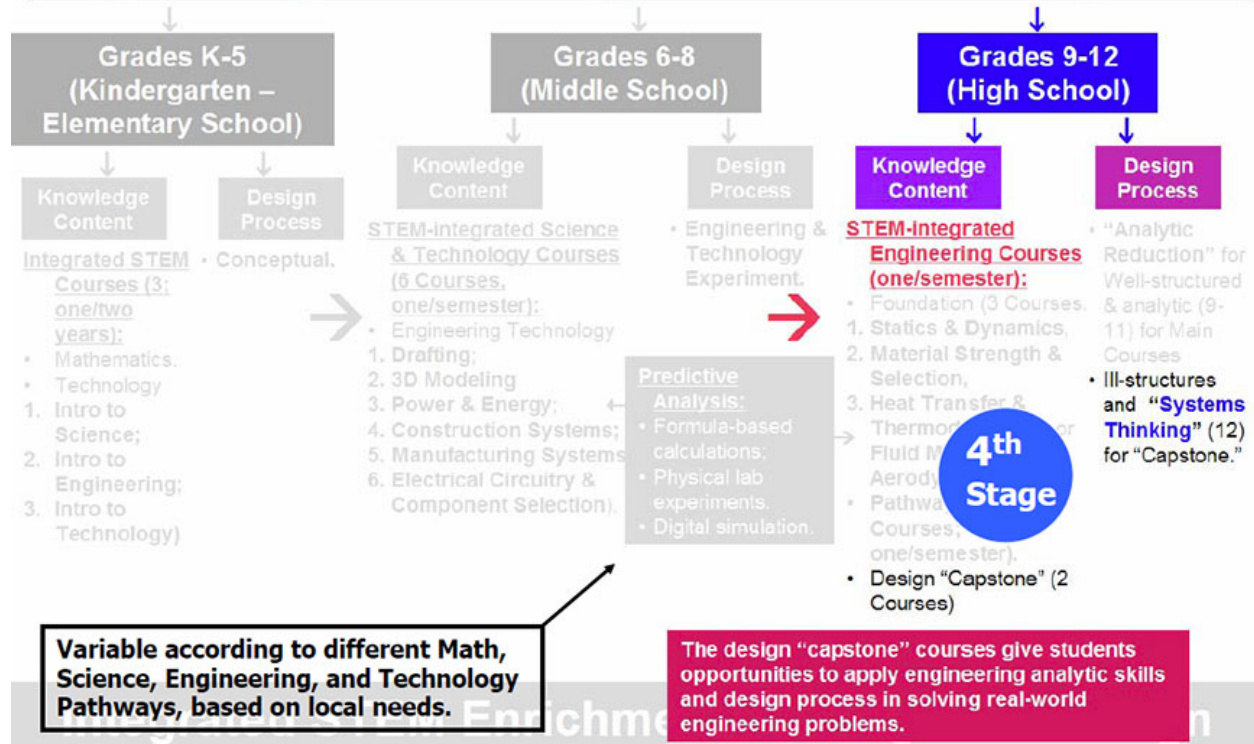 Grades K-5
(Kindergarten –
Elementary School)
Knowledge
Content
Design
Process
Integrated STEM
Courses (3:
one/two
years):
• Mathematics.
• Technology
1. Intro to
Science;
2. Intro to
Engineering;
3. Intro to
Technology)
• Conceptual.
Grades 6-8
(Middle School)
Knowledge
Content
Design
Process
STEM-integrated Science
& Technology Courses
(6 Courses,
one/semester):
• Engineering Technology
1. Drafting;
2. 3D Modeling
3. Power & Energy;
4. Construction Systems;
5. Manufacturing Systems
6. Electrical Circuitry &
Component Selection).
• Engineering &
Technology
Experiment.
Predictive
Analysis:
• Formula-based
calculations;
• Physical lab
experiments.
• Digital simulation.
Grades 9-12
(High School)
Knowledge
Content
Design
Process
STEM-Integrated
Engineering Courses
(one/semester):
• Foundation (3 Courses.
1. Statics & Dynamics,
2. Material Strength &
Selection,
3. Heat Transfer &
or
Fluid
• 
Courses,
one/semester).
• Design “Capstone” (2
Courses)
4th
Stage
• “Analytic
Reduction” for
Well-structured
& analytic (9-
11) for Main
Courses
• Ill-structures
and “Systems
Thinking” (12)
for “Capstone.”
Variable according to different Math,
Science, Engineering, and Technology
Pathways, based on local needs.
The design “capstone” courses give students
opportunities to apply engineering analytic skills
and design process in solving real-world
engineering problems.